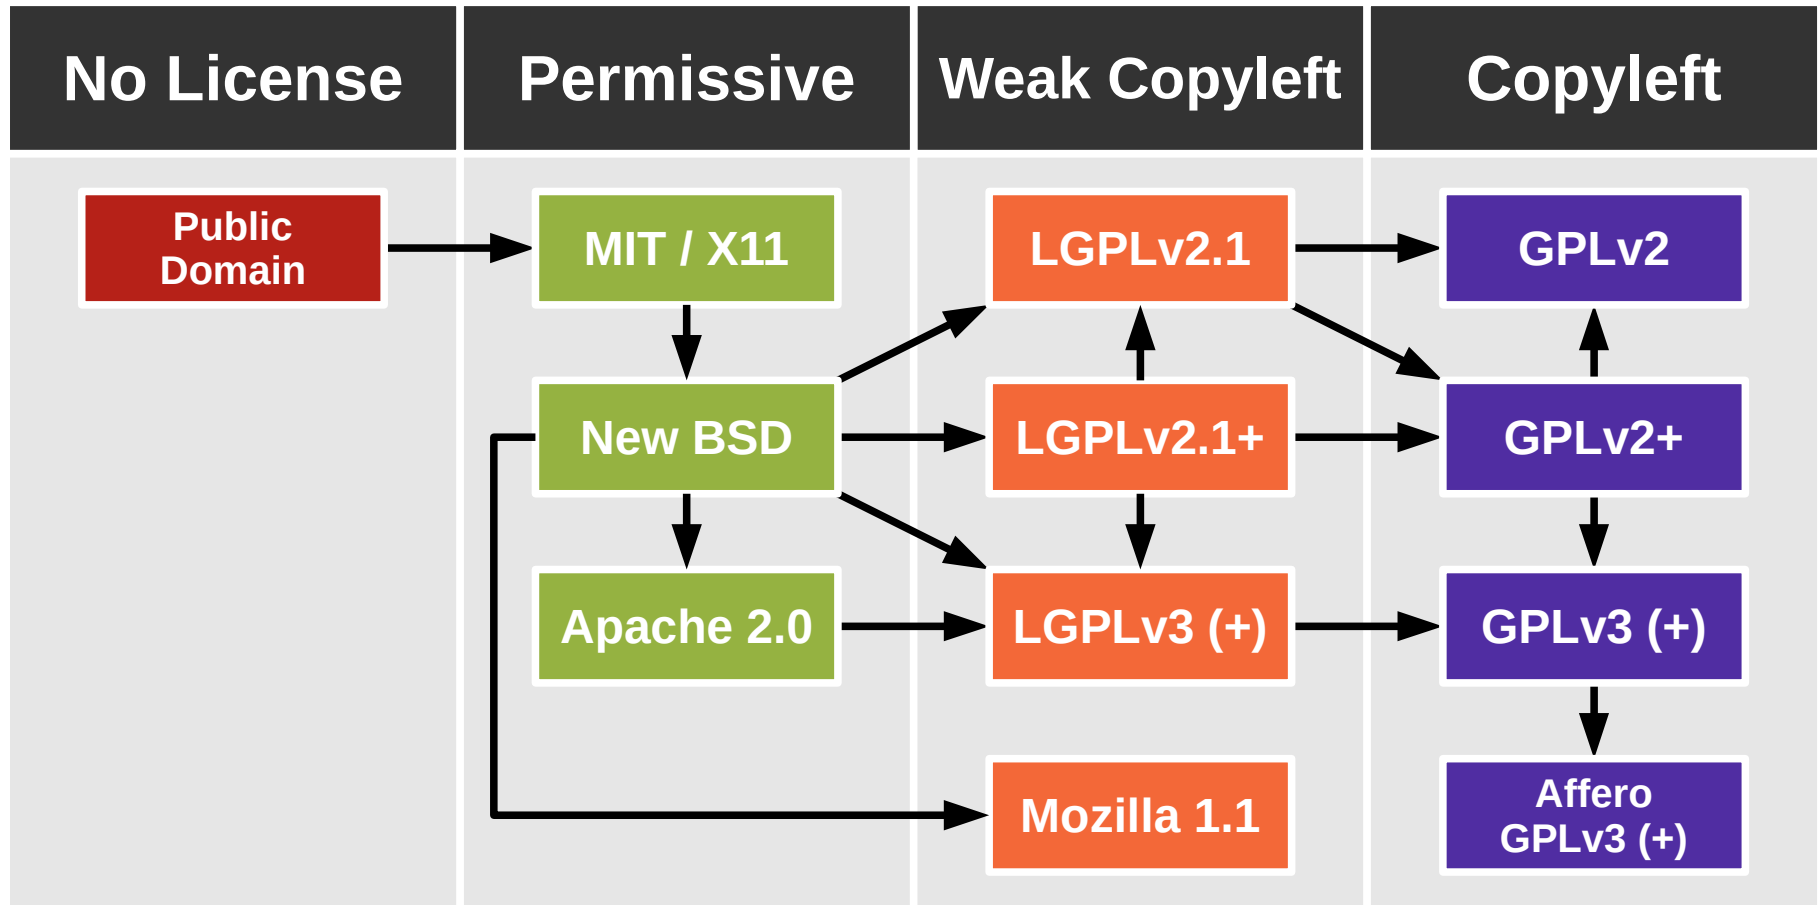 No License
Permissive
Weak Copyleft
Copyleft
Public
Domain
MIT / X11
LGPLv2.1
GPLv2
New BSD
LGPLv2.1+
GPLv2+
Apache 2.0
LGPLv3 (+)
GPLv3 (+)
Mozilla 1.1
Affero
GPLv3 (+)